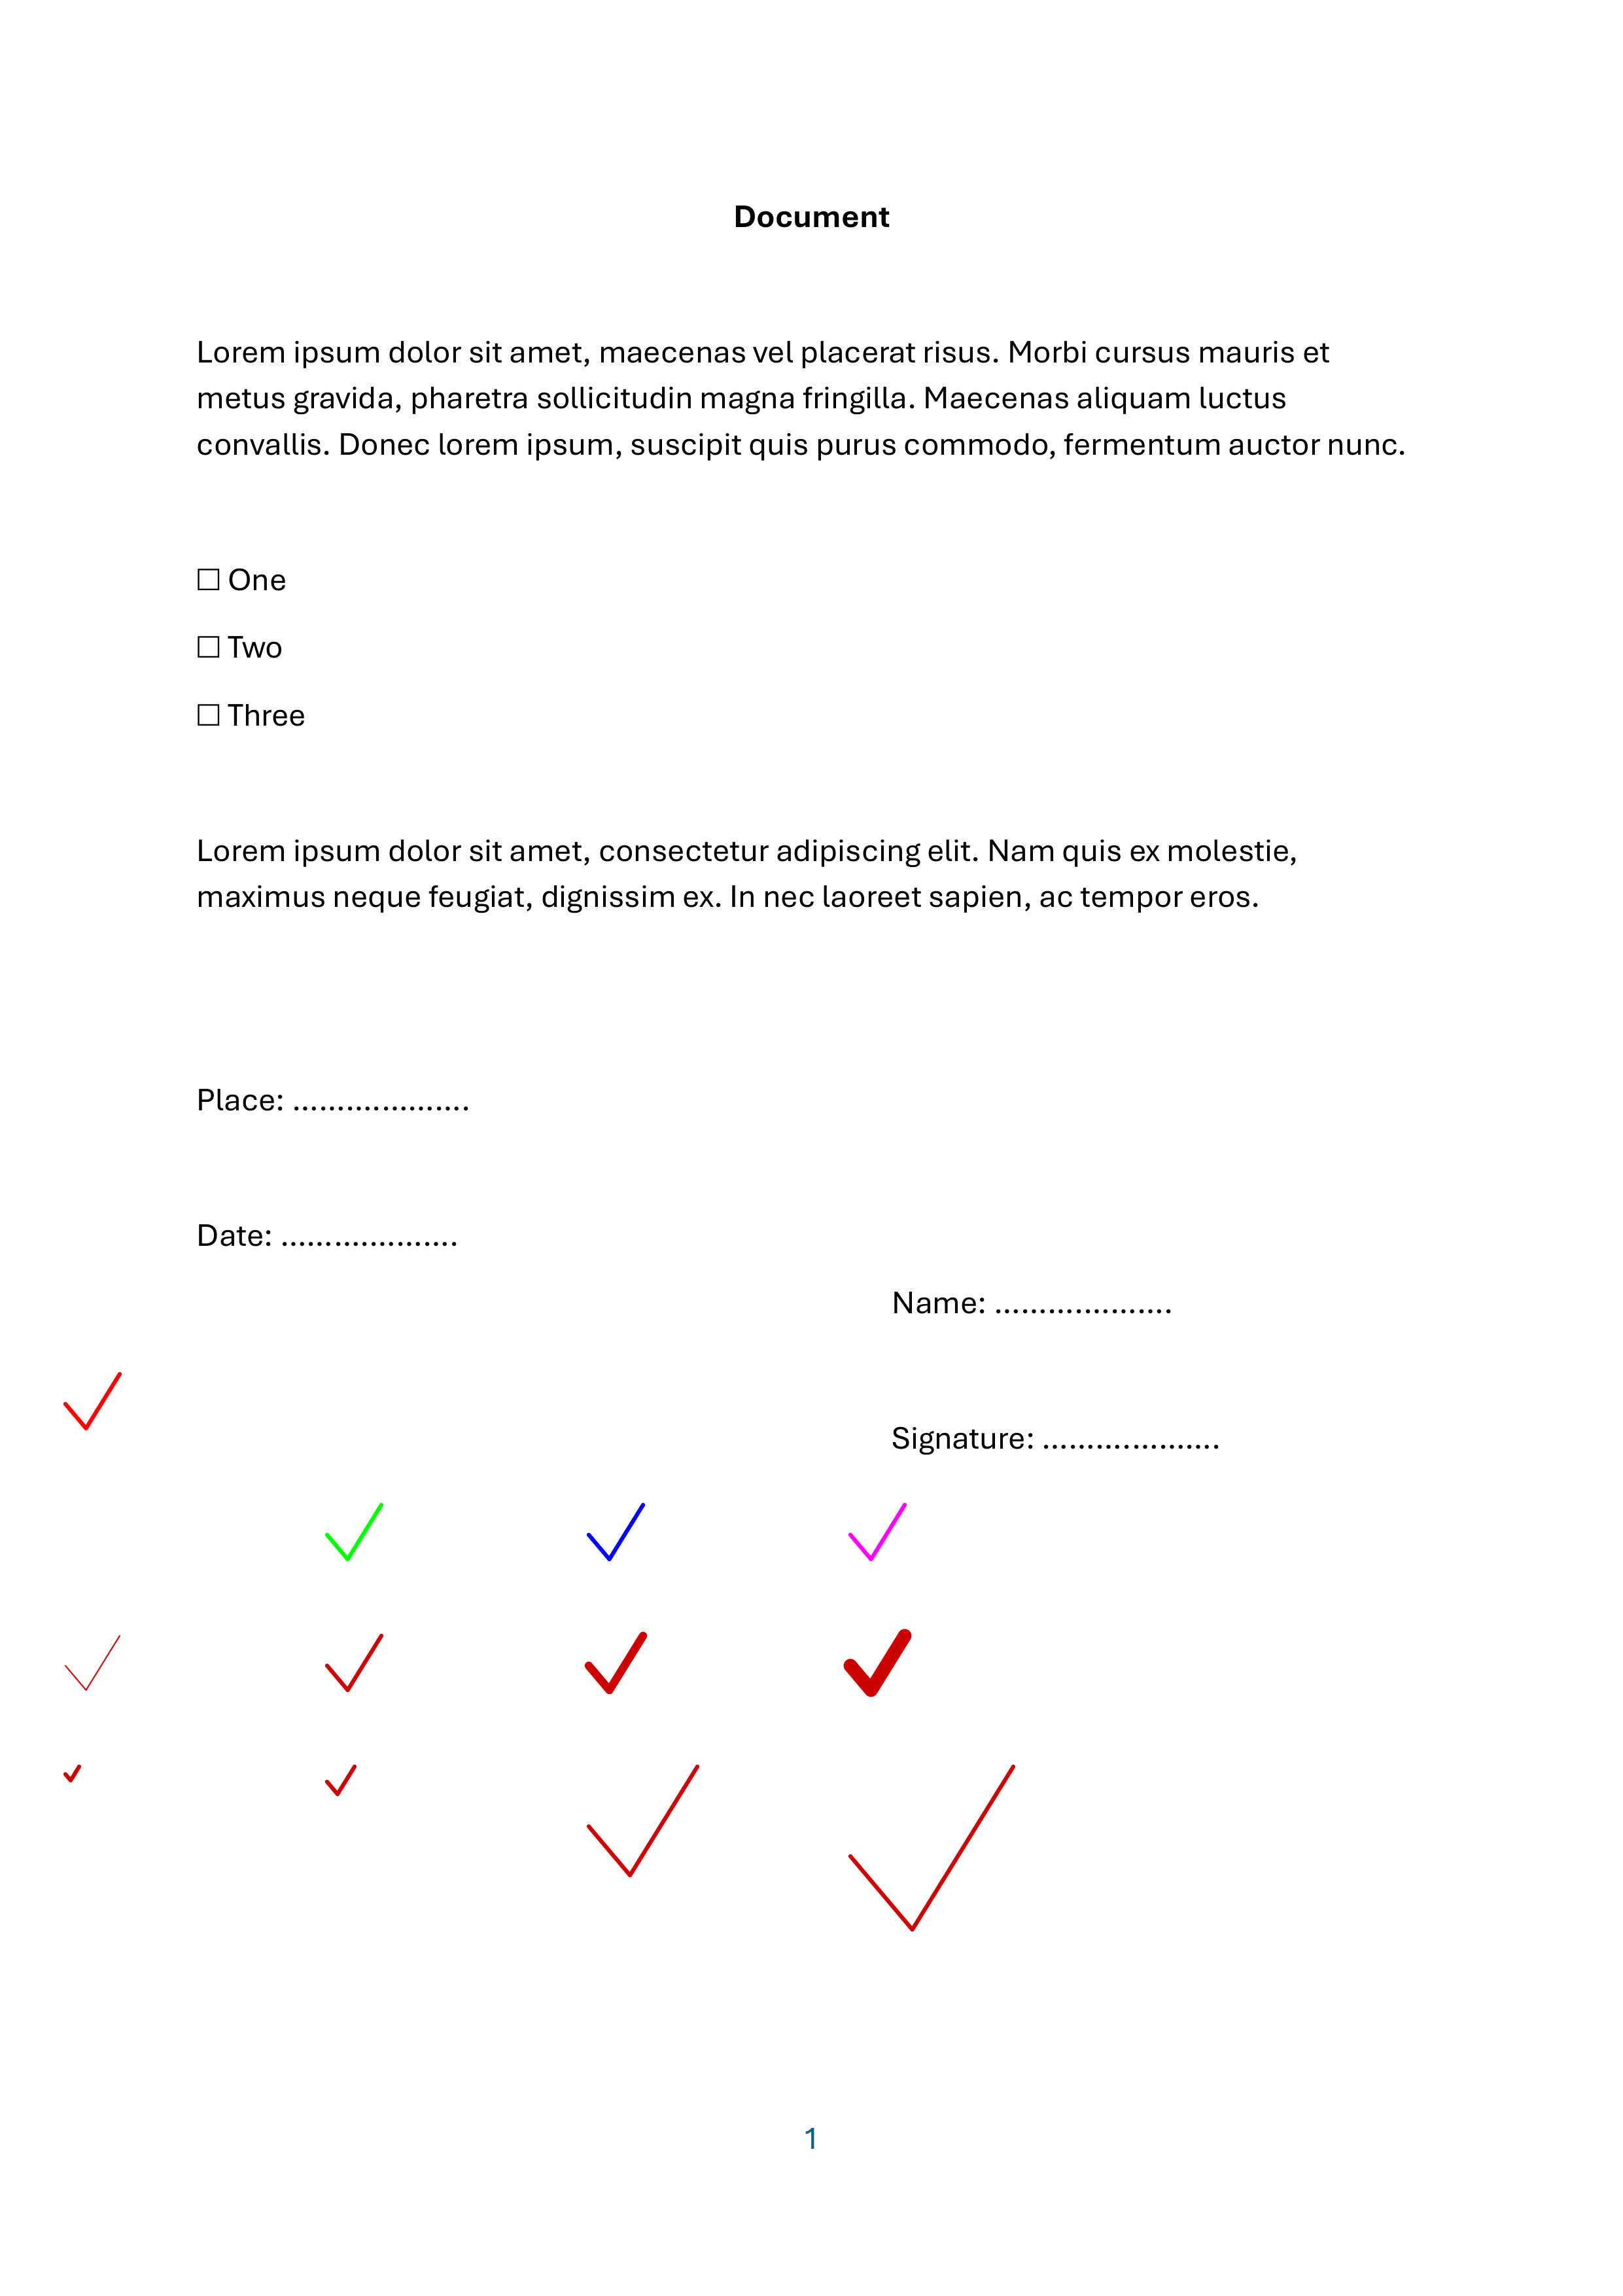 Document
Lorem ipsum dolor sit amet, maecenas vel placerat risus. Morbi cursus mauris et
metus gravida, pharetra sollicitudin magna fringilla. Maecenas aliquam luctus
convallis. Donec lorem ipsum, suscipit quis purus commodo, fermentum auctor nunc.
☐ One
☐ Two
☐ Three
Lorem ipsum dolor sit amet, consectetur adipiscing elit. Nam quis ex molestie,
maximus neque feugiat, dignissim ex. In nec laoreet sapien, ac tempor eros.
Place: ....................
Date: ....................
Name: ....................
Signature: ....................
1